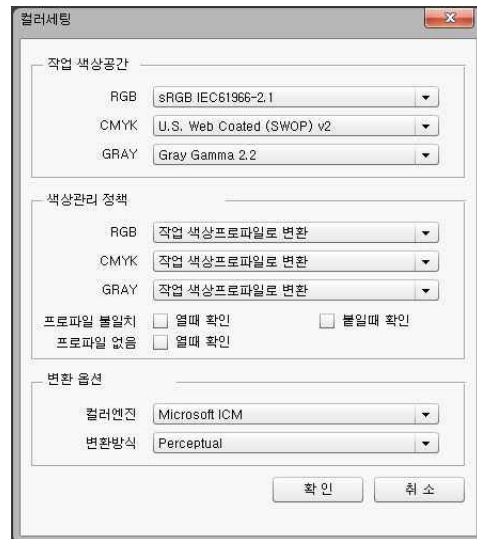 컬러세팅
작업 색상공간
RGB sRGB IEC61966-2.1
CMYK U.S. Web Coated (SWOP) v2
GRAY Gray Gamma 2.2
색상관리 정책
RGB 작업 색상프로파일로 변환
CMYK 작업 색상프로파일로 변환
GRAY 작업 색상프로파일로 변환
프로파일 불일치 열때 확인 붙일때 확인
프로파일 없음 열때 확인
변환 옵션
컬러엔진 Microsoft ICM
변환방식 Perceptual
확 인 취 소